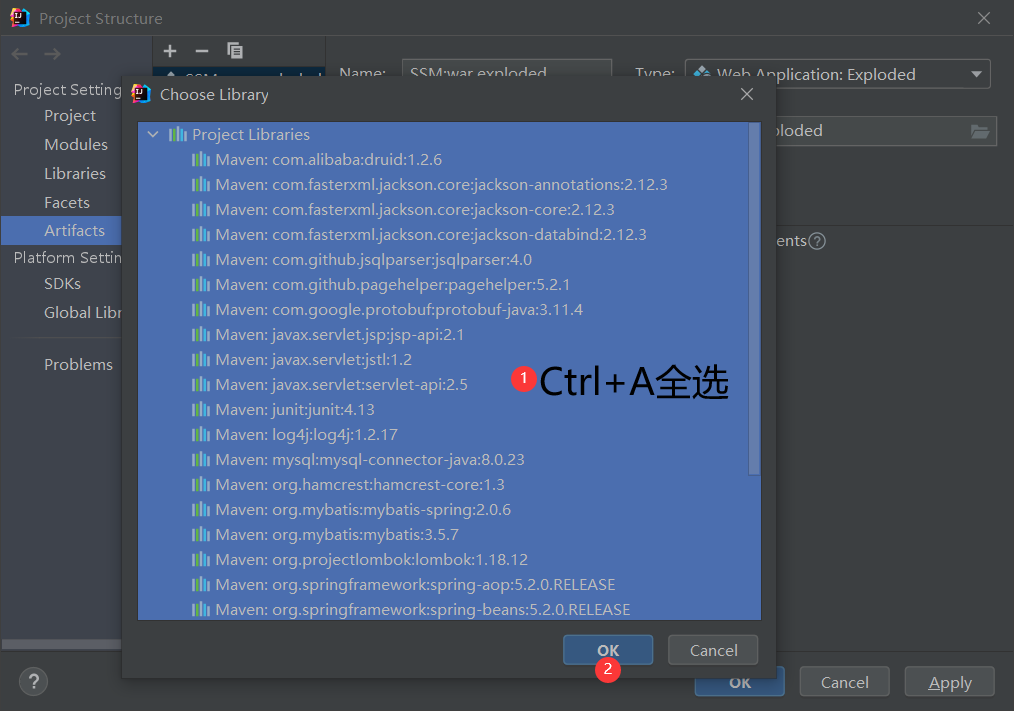 Project Structure
Name:
SSM:war exploded
Type:
Web Application: Exploded
Project Setting
Project
Modules
Libraries
Facets
Artifacts
Platform Settin
SDKs
Global Libr
Problems
ploded
ents
?
Choose Library
Project Libraries
Maven: com.alibaba:druid:1.2.6
Maven: com.fasterxml.jackson.core:jackson-annotations:2.12.3
Maven: com.fasterxml.jackson.core:jackson-core:2.12.3
Maven: com.fasterxml.jackson.core:jackson-databind:2.12.3
Maven: com.github.jsqlparser:jsqlparser:4.0
Maven: com.github.pagehelper:pagehelper:5.2.1
Maven: com.google.protobuf:protobuf-java:3.11.4
Maven: javax.servlet.jsp:jsp-api:2.1
Maven: javax.servlet:jstl:1.2
Maven: javax.servlet:servlet-api:2.5
1 Ctrl+A全选
Maven: junit:junit:4.13
Maven: log4j:log4j:1.2.17
Maven: mysql:mysql-connector-java:8.0.23
Maven: org.hamcrest:hamcrest-core:1.3
Maven: org.mybatis:mybatis-spring:2.0.6
Maven: org.mybatis:mybatis:3.5.7
Maven: org.projectlombok:lombok:1.18.12
Maven: org.springframework:spring-aop:5.2.0.RELEASE
Maven: org.springframework:spring-beans:5.2.0.RELEASE
OK
Cancel
2
?
OK
Cancel
Apply